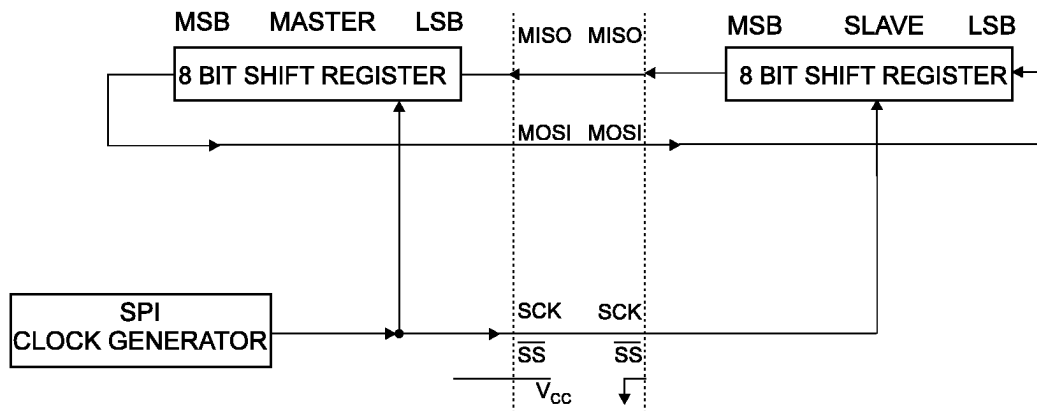 MSB MASTER LSB
MISO MISO
MSB SLAVE LSB
8 BIT SHIFT REGISTER
8 BIT SHIFT REGISTER
MOSI MOSI
SPI
CLOCK GENERATOR
SCK SCK
SS SS
VCC